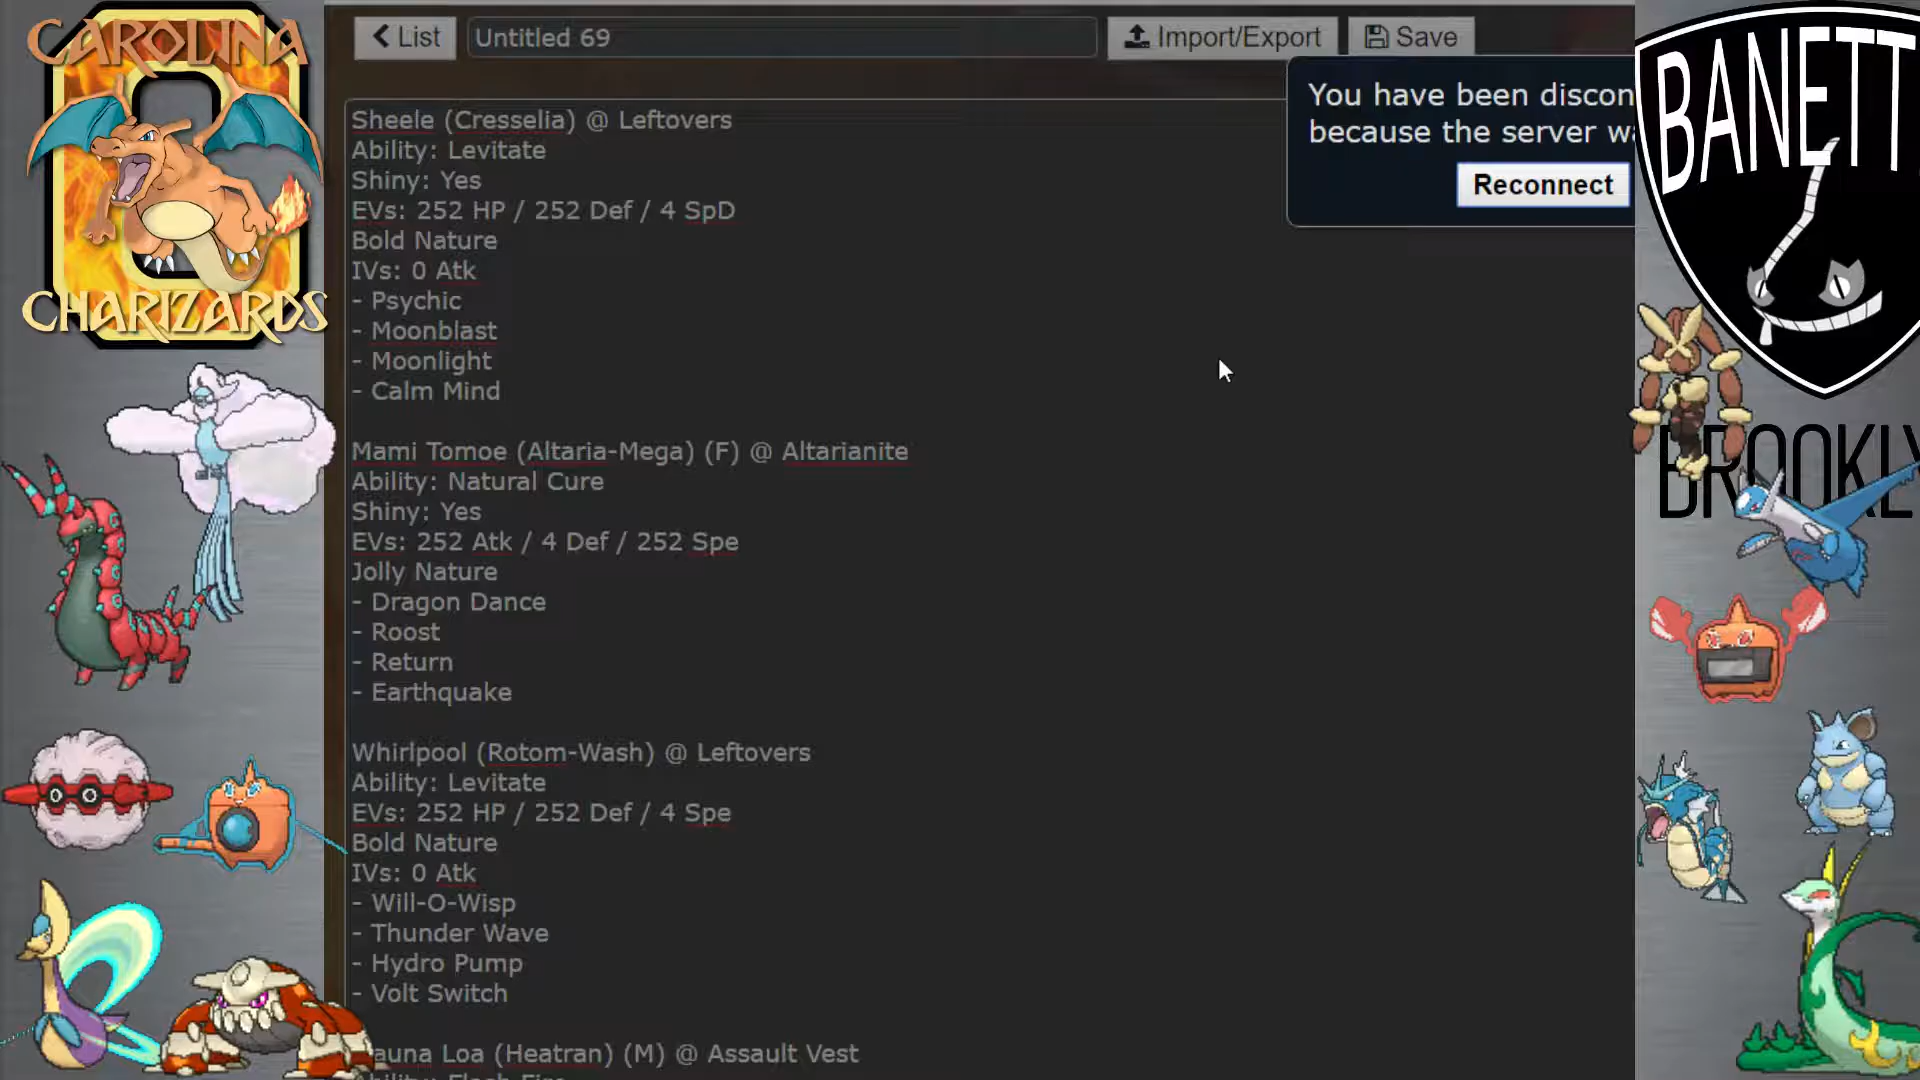 CAROLINA
CHARIZARDS
List
Untitled 69
Import/Export
Save
You have been discon
because the server wa
Reconnect
BANETT
BROOKLY
Sheele (Cresselia) @ Leftovers
Ability: Levitate
Shiny: Yes
EVs: 252 HP / 252 Def / 4 SpD
Bold Nature
IVs: 0 Atk
- Psychic
- Moonblast
- Moonlight
- Calm Mind
Mami Tomoe (Altaria-Mega) (F) @ Altarianite
Ability: Natural Cure
Shiny: Yes
EVs: 252 Atk / 4 Def / 252 Spe
Jolly Nature
- Dragon Dance
- Roost
- Return
- Earthquake
Whirlpool (Rotom-Wash) @ Leftovers
Ability: Levitate
EVs: 252 HP / 252 Def / 4 Spe
Bold Nature
IVs: 0 Atk
- Will-O-Wisp
- Thunder Wave
- Hydro Pump
- Volt Switch
auna Loa (Heatran) (M) @ Assault Vest